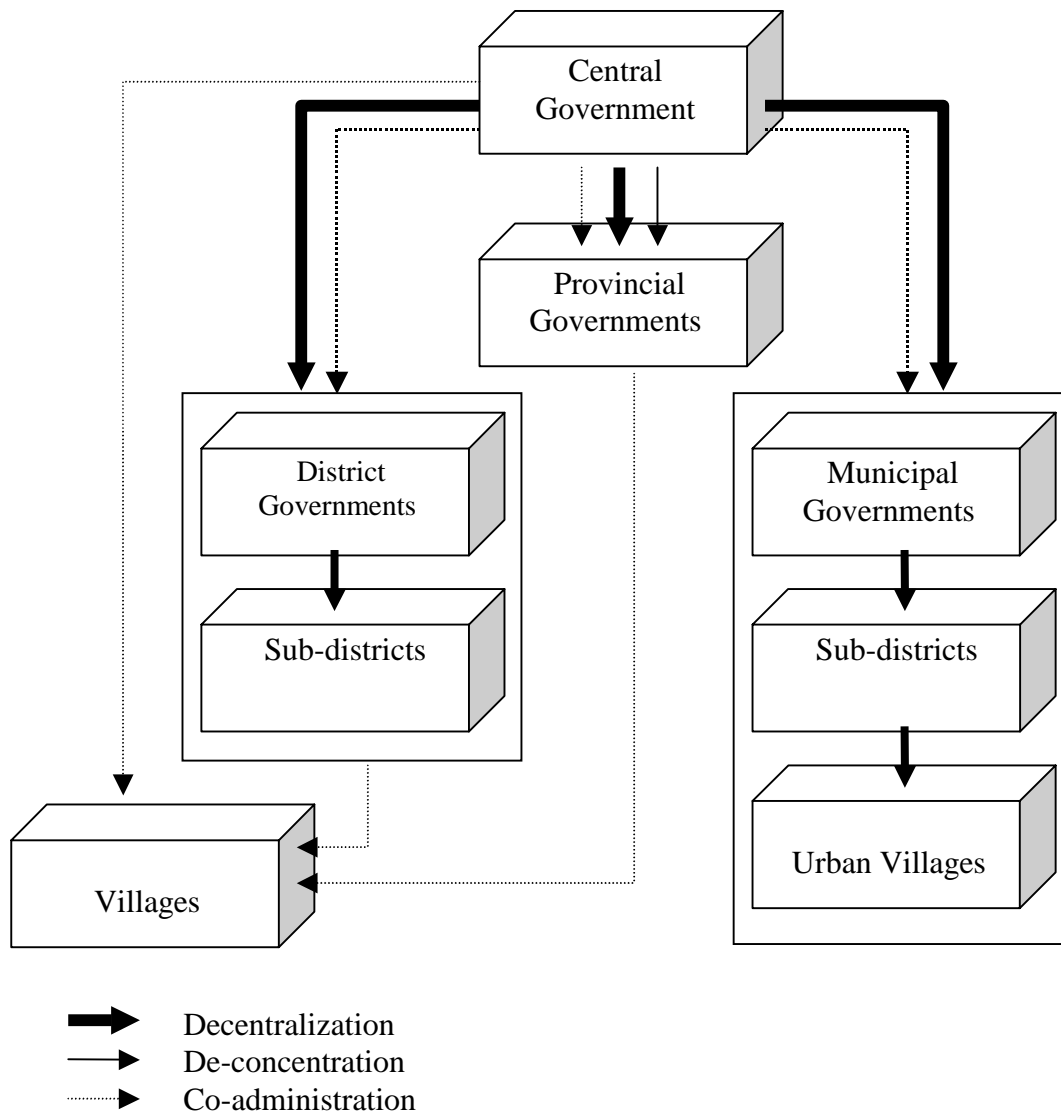 Central
Government
Provincial
Governments
District
Governments
Municipal
Governments
Sub-districts
Sub-districts
Villages
Urban Villages
Decentralization
De-concentration
Co-administration